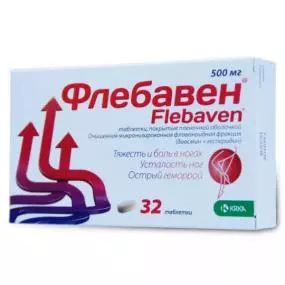 500 мг
Флебавен®
Flebaven®
таблетки, покрытые пленочной оболочкой
Очищенная микронизированная флавоноидная фракция
(диосмин + гесперидин)
Тяжесть и боль в ногах
Усталость ног
Острый геморрой
32 таблетки
KRKA